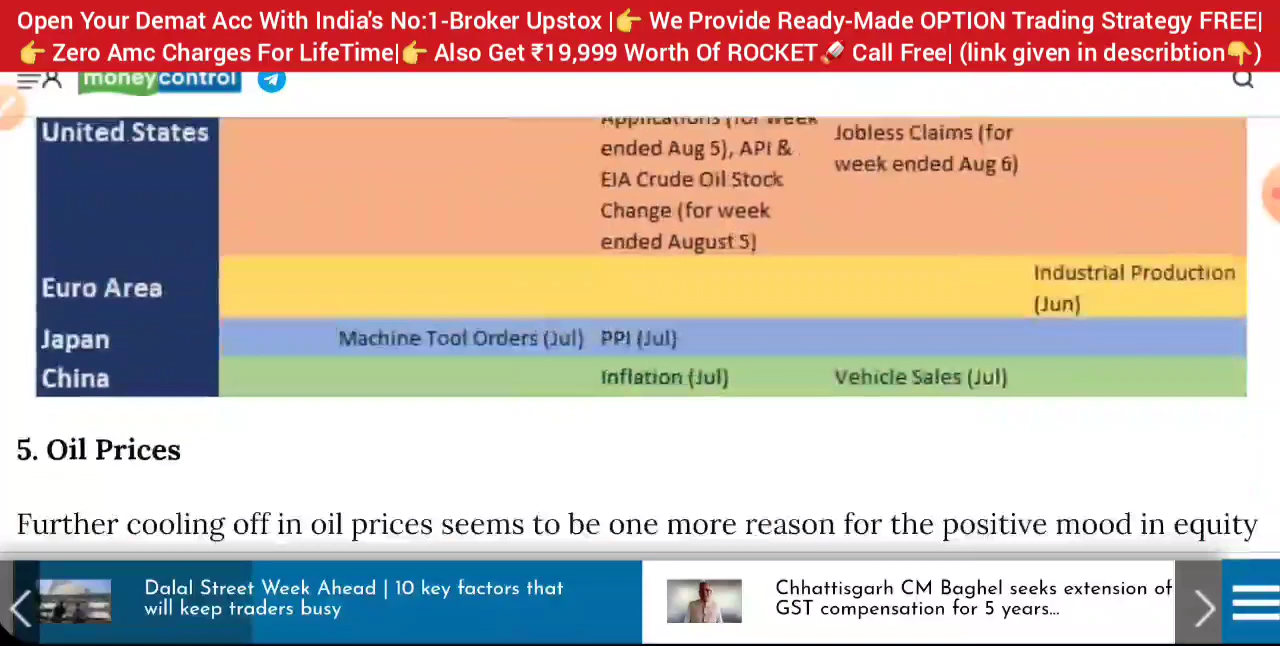 Open Your Demat Acc With India's No:1-Broker Upstox |👉 We Provide Ready-Made OPTION Trading Strategy FREE|
👉 Zero Amc Charges For LifeTime|👉 Also Get ₹19,999 Worth Of ROCKET🚀 Call Free| (link given in describtion👇)
moneycontrol
United States
Applications (for week
ended Aug 5), API &
EIA Crude Oil Stock
Change (for week
ended August 5)
Jobless Claims (for
week ended Aug 6)
Euro Area
Industrial Production
(Jun)
Japan
Machine Tool Orders (Jul)
PPI (Jul)
China
Inflation (Jul)
Vehicle Sales (Jul)
5. Oil Prices
Further cooling off in oil prices seems to be one more reason for the positive mood in equity
Dalal Street Week Ahead | 10 key factors that
will keep traders busy
Chhattisgarh CM Baghel seeks extension of
GST compensation for 5 years...